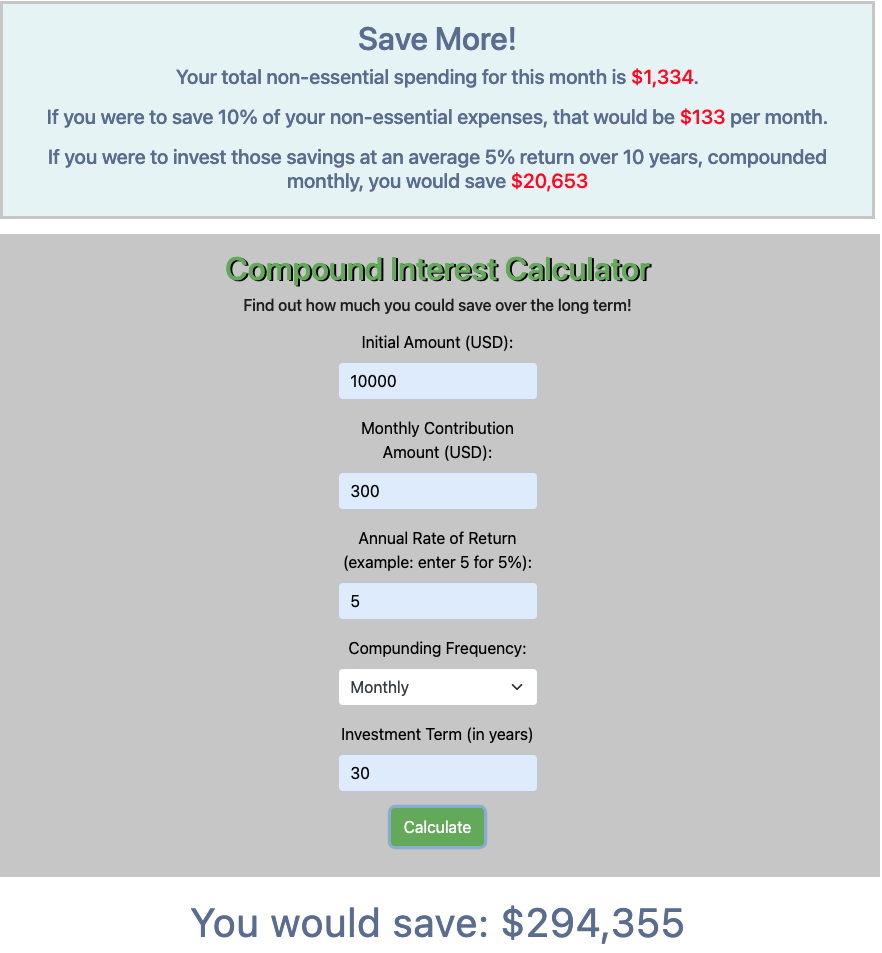 Save More!
Your total non-essential spending for this month is $1,334.
If you were to save 10% of your non-essential expenses, that would be $133 per month.
If you were to invest those savings at an average 5% return over 10 years, compounded
monthly, you would save $20,653
Compound Interest Calculator
Find out how much you could save over the long term!
Initial Amount (USD):
10000
Monthly Contribution
Amount (USD):
300
Annual Rate of Return
(example: enter 5 for 5%):
5
Compunding Frequency:
Monthly
Investment Term (in years)
30
Calculate
You would save: $294,355